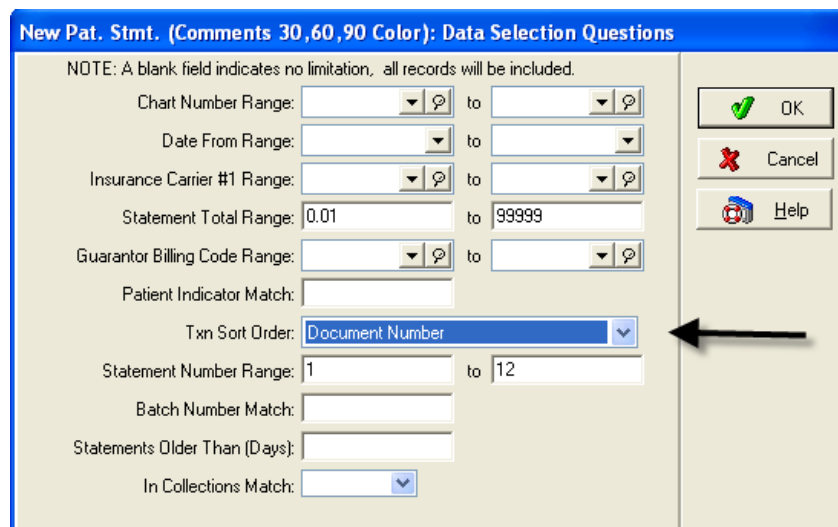 New Pat. Stmt. (Comments 30,60,90 Color): Data Selection Questions
NOTE: A blank field indicates no limitation, all records will be included.
Chart Number Range: to
OK
Date From Range: to
Cancel
Insurance Carrier #1 Range: to
Statement Total Range: 0.01 to 99999
Help
Guarantor Billing Code Range: to
Patient Indicator Match:
Txn Sort Order: Document Number
Statement Number Range: 1 to 12
Batch Number Match:
Statements Older Than (Days):
In Collections Match: